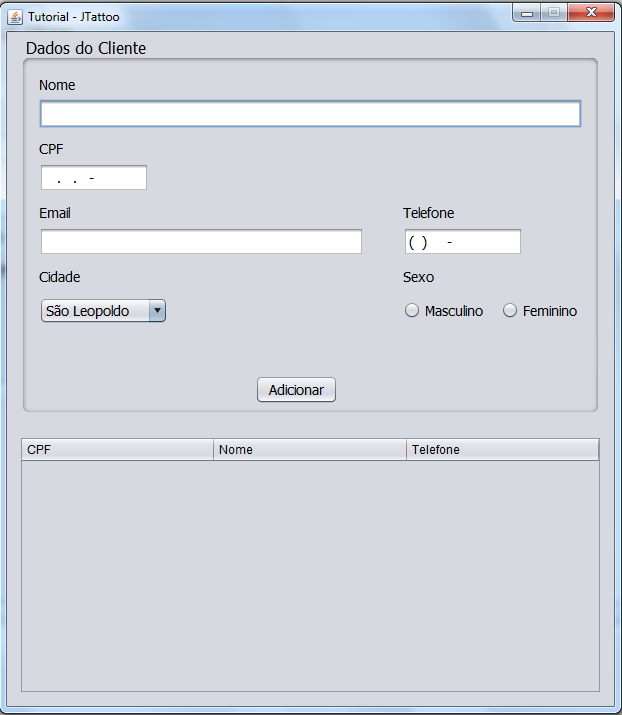 Tutorial - JTattoo
Dados do Cliente
Nome
CPF
. . -
Email Telefone
( ) -
Cidade Sexo
São Leopoldo Masculino Feminino
Adicionar
CPF Nome Telefone